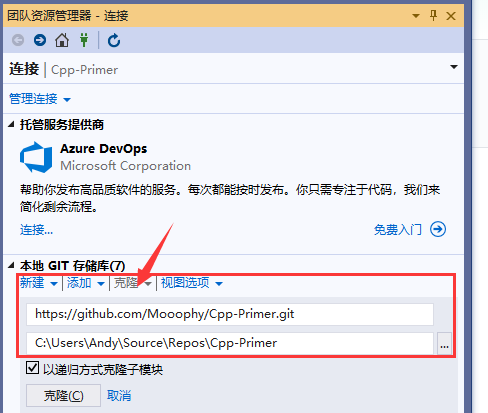 团队资源管理器 - 连接
连接 | Cpp-Primer
管理连接
托管服务提供商
Azure DevOps
Microsoft Corporation
帮助你发布高品质软件的服务。每次都能按时发布。你只需专注于代码，我们来
简化剩余流程。
连接... 免费入门
本地 GIT 存储库(7)
新建 | 添加 | 克隆 | 视图选项
https://github.com/Mooophy/Cpp-Primer.git
C:\Users\Andy\Source\Repos\Cpp-Primer ...
以递归方式克隆子模块
克隆(C) 取消